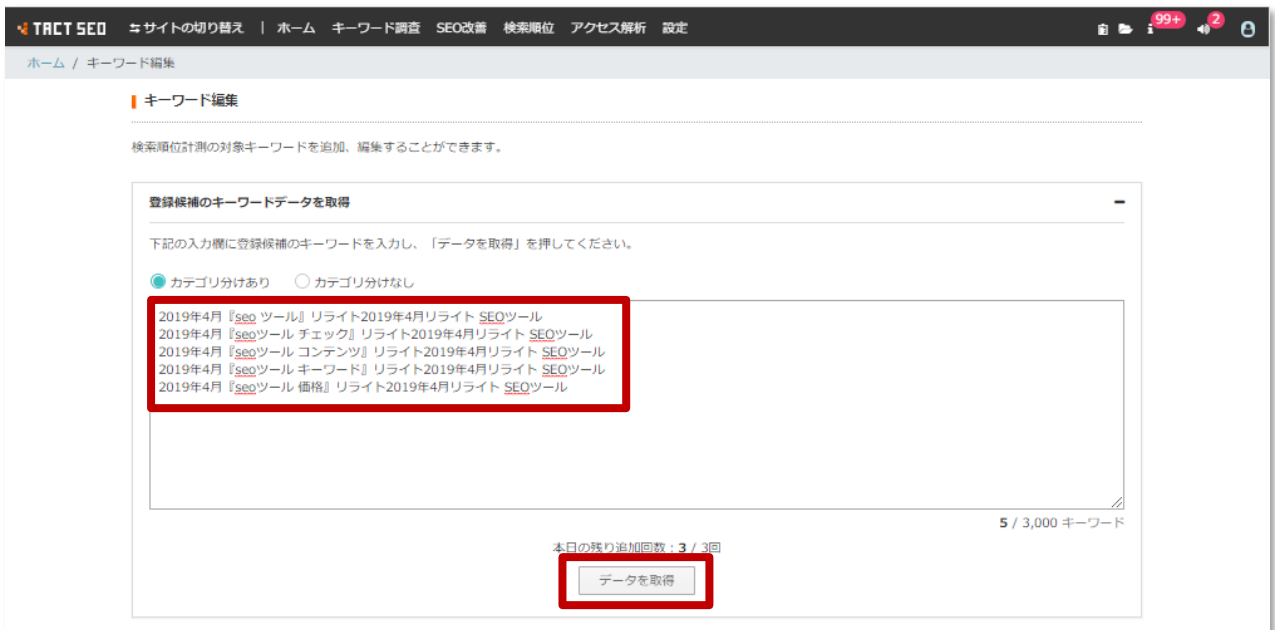 TACT SEO ⇆サイトの切り替え | ホーム キーワード調査 SEO改善 検索順位 アクセス解析 設定 99+ 2
ホーム / キーワード編集
キーワード編集
検索順位計測の対象キーワードを追加、編集することができます。
登録候補のキーワードデータを取得
下記の入力欄に登録候補のキーワードを入力し、「データを取得」を押してください。
カテゴリ分けあり カテゴリ分けなし
2019年4月『seo ツール』リライト2019年4月リライト SEOツール
2019年4月『seoツール チェック』リライト2019年4月リライト SEOツール
2019年4月『seoツール コンテンツ』リライト2019年4月リライト SEOツール
2019年4月『seoツール キーワード』リライト2019年4月リライト SEOツール
2019年4月『seoツール 価格』リライト2019年4月リライト SEOツール
5 / 3,000 キーワード
本日の残り追加回数：3 / 3回
データを取得